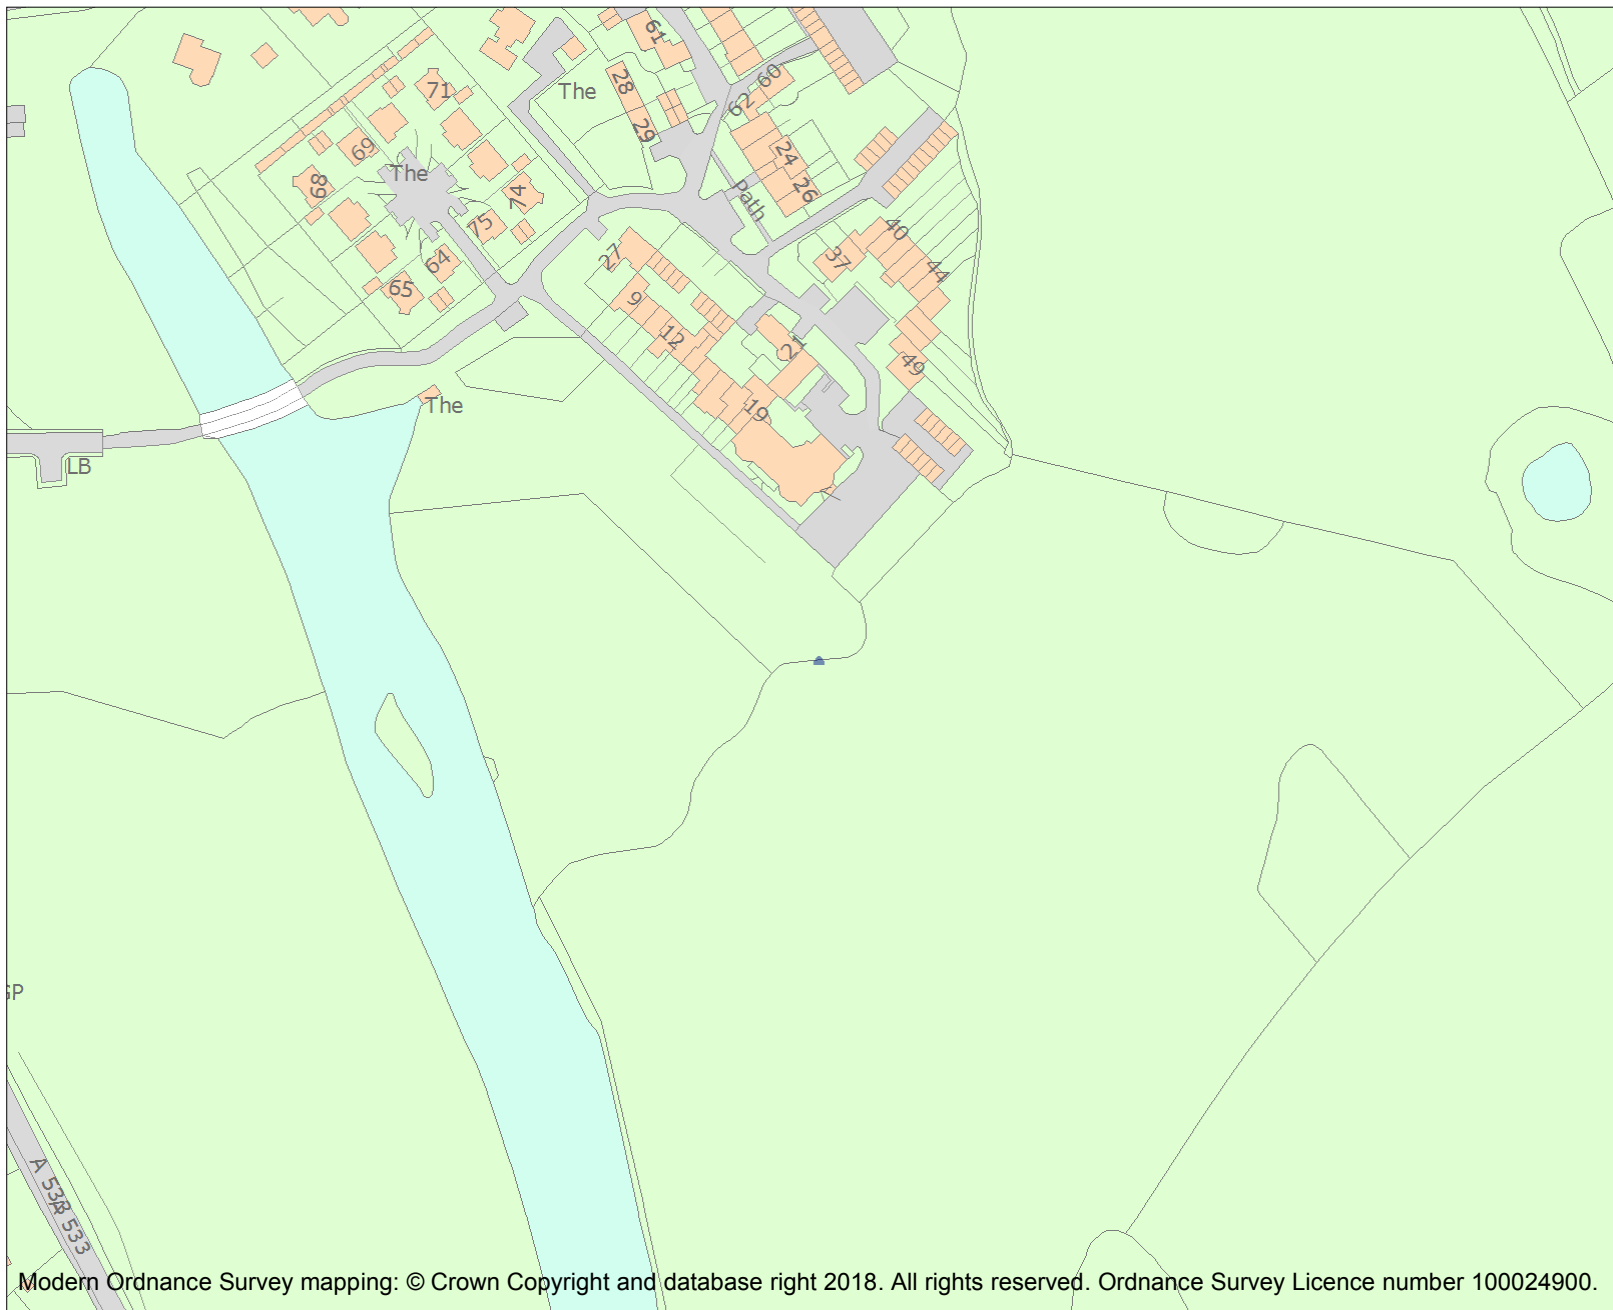 61
71
28
The
60
62
29
69
The
24
68
74
26
Path
75
40
27
64
37
44
65
9
12
21
49
The
19
LB
A 533
A 533
Modern Ordnance Survey mapping: © Crown Copyright and database right 2018. All rights reserved. Ordnance Survey Licence number 100024900.